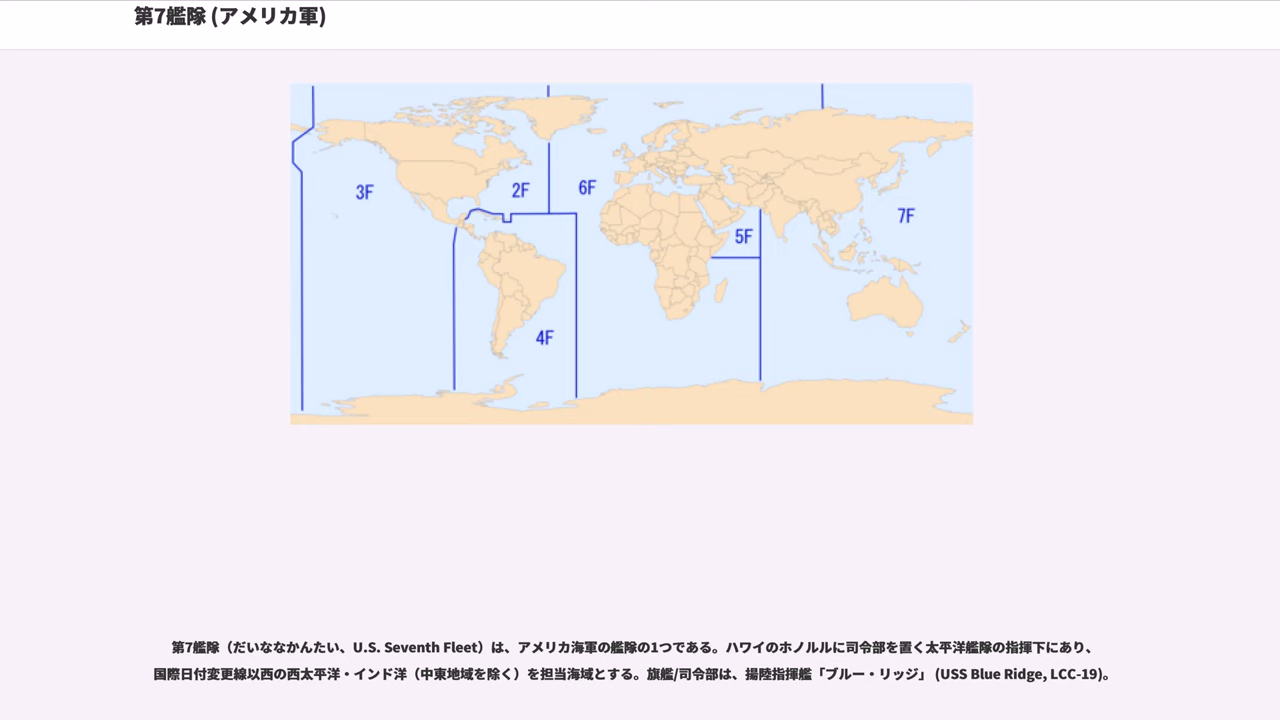 第7艦隊 (アメリカ軍)
3F
2F
6F
7F
5F
4F
第7艦隊（だいななかんたい、U.S. Seventh Fleet）は、アメリカ海軍の艦隊の1つである。ハワイのホノルルに司令部を置く太平洋艦隊の指揮下にあり、
国際日付変更線以西の西太平洋・インド洋（中東地域を除く）を担当海域とする。旗艦/司令部は、揚陸指揮艦「ブルー・リッジ」 (USS Blue Ridge, LCC-19)。